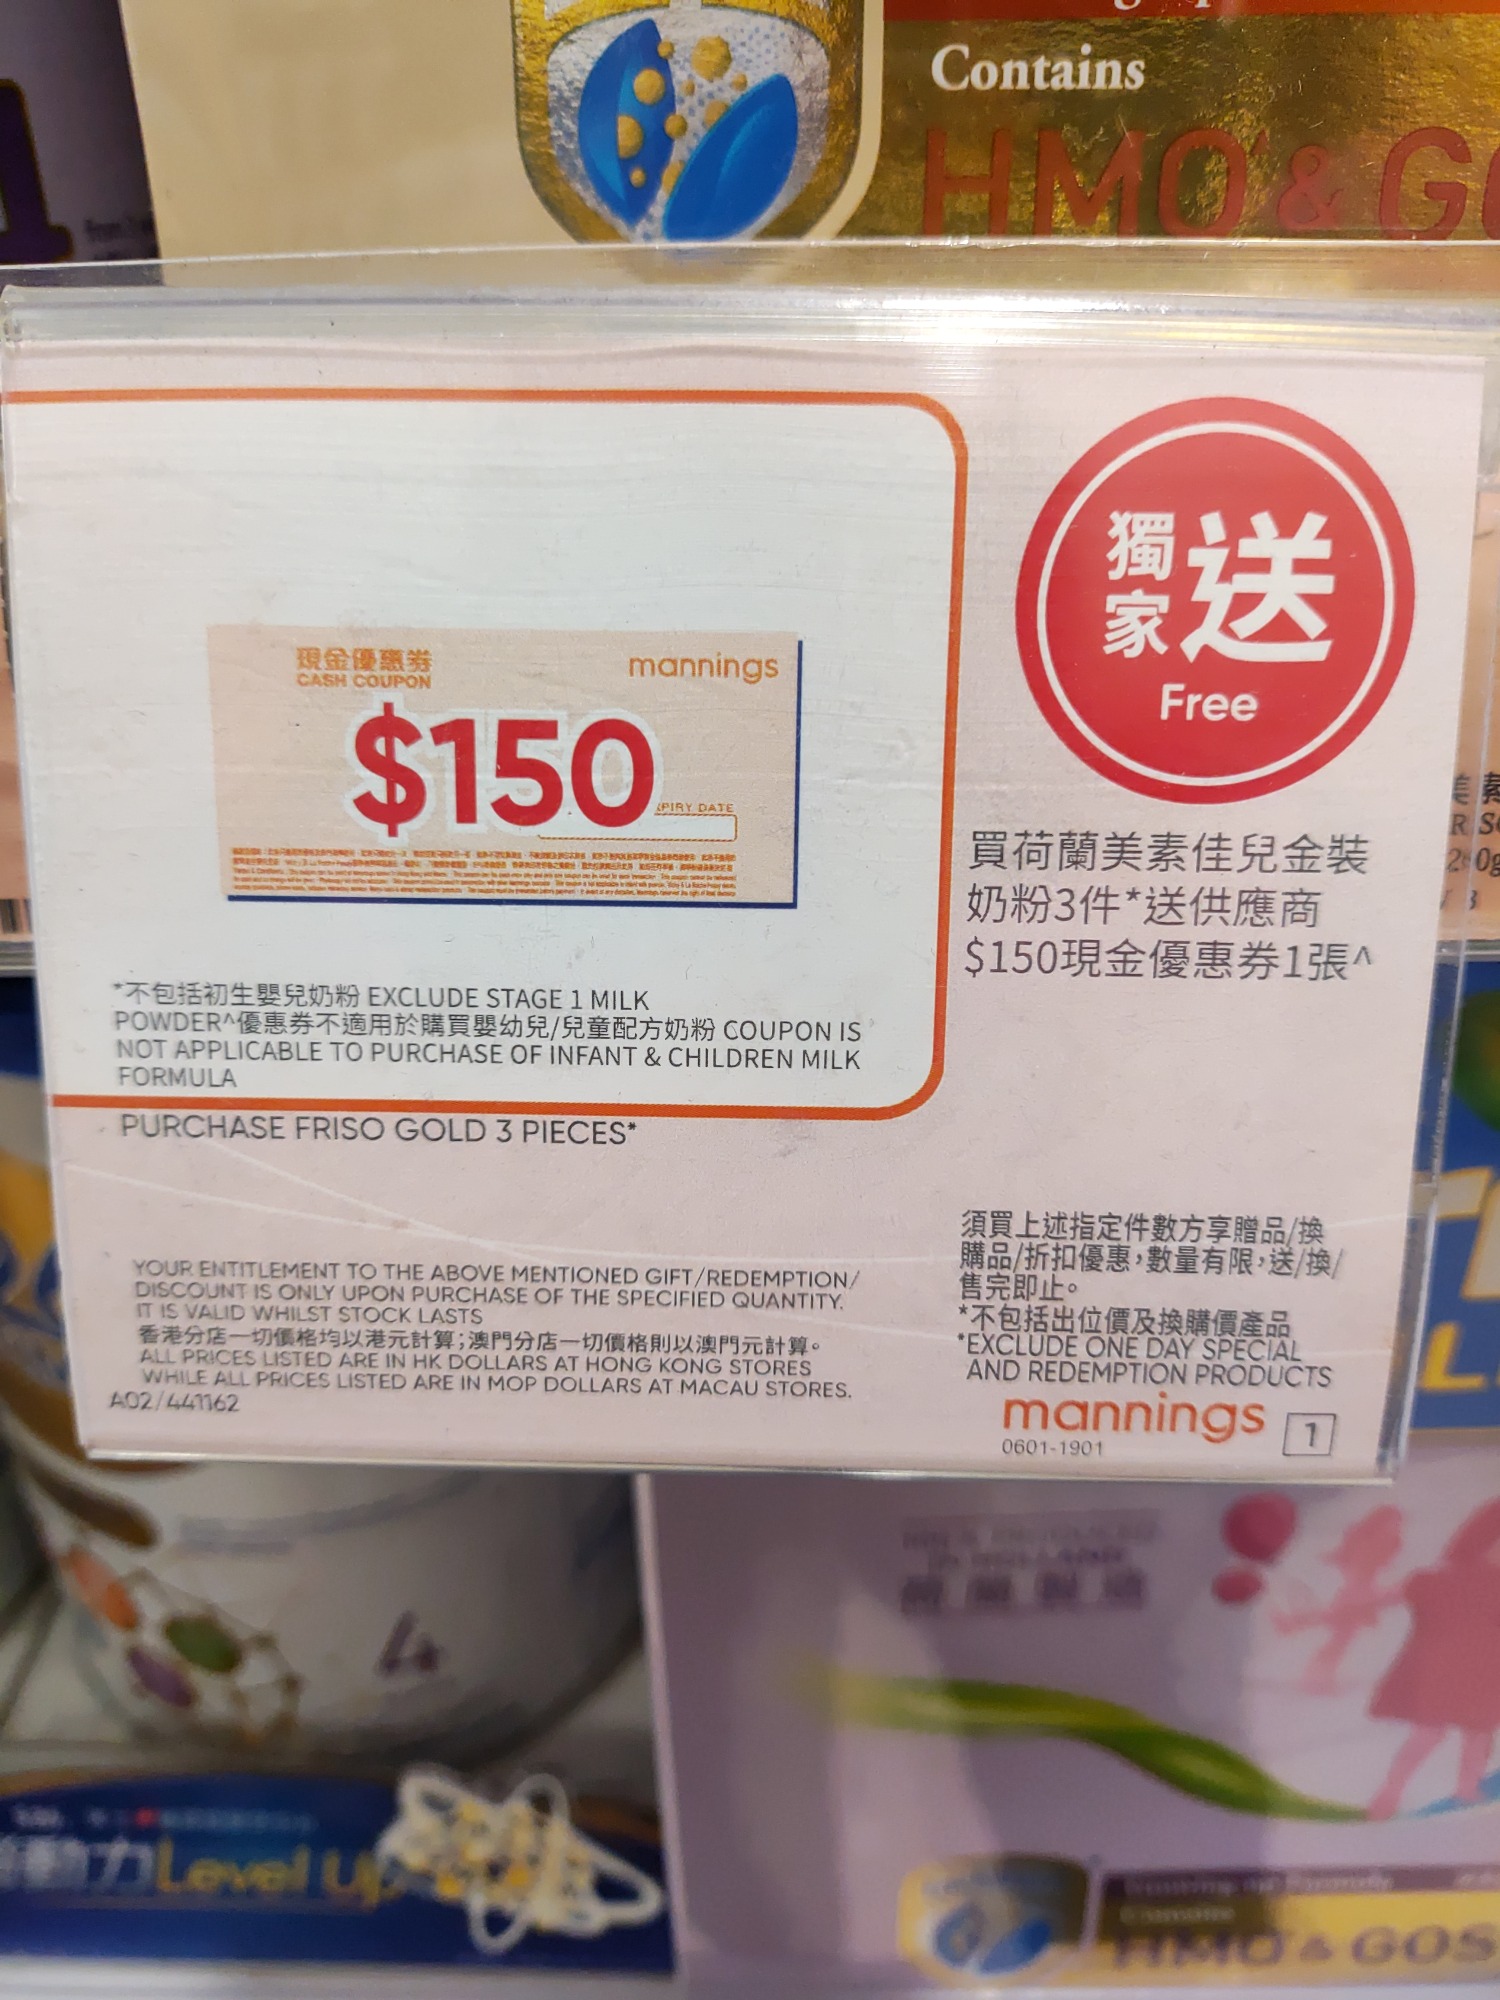 Contains
HMO & G
獨家送
Free
現金優惠券
CASH COUPON
mannings
$150
PIRY DATE
買荷蘭美素佳兒金裝
奶粉3件*送供應商
$150現金優惠券1張^
*不包括初生嬰兒奶粉 EXCLUDE STAGE 1 MILK
POWDER^優惠券不適用於購買嬰幼兒/兒童配方奶粉 COUPON IS
NOT APPLICABLE TO PURCHASE OF INFANT & CHILDREN MILK
FORMULA
PURCHASE FRISO GOLD 3 PIECES*
YOUR ENTITLEMENT TO THE ABOVE MENTIONED GIFT/REDEMPTION/
DISCOUNT IS ONLY UPON PURCHASE OF THE SPECIFIED QUANTITY.
IT IS VALID WHILST STOCK LASTS
香港分店一切價格均以港元計算;澳門分店一切價格則以澳門元計算。
ALL PRICES LISTED ARE IN HK DOLLARS AT HONG KONG STORES
WHILE ALL PRICES LISTED ARE IN MOP DOLLARS AT MACAU STORES.
A02/441162
須買上述指定件數方享贈品/換
購品/折扣優惠,數量有限,送/換/
售完即止。
*不包括出位價及換購價產品
*EXCLUDE ONE DAY SPECIAL
AND REDEMPTION PRODUCTS
mannings 1
0601-1901
4
動力Level Up
HMO & GOS